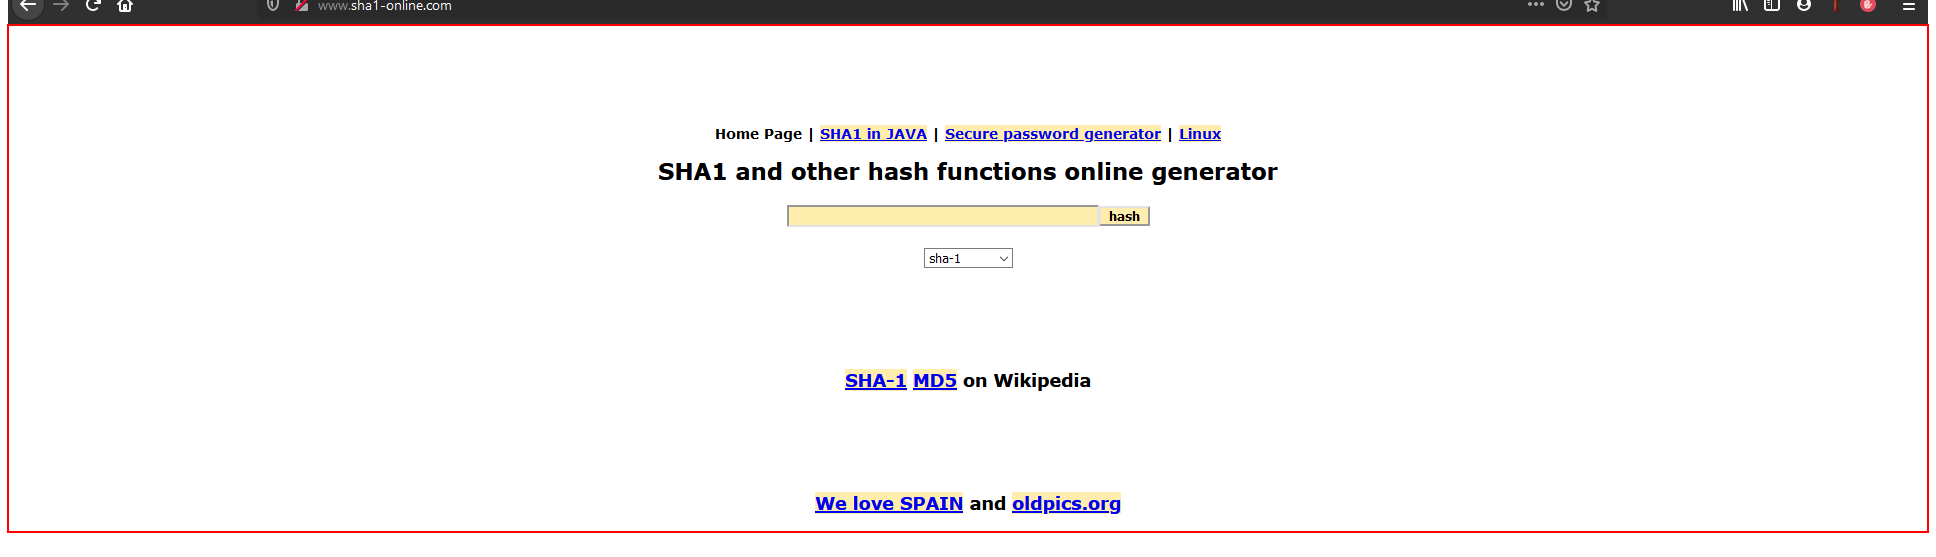 www.sha1-online.com
Home Page | SHA1 in JAVA | Secure password generator | Linux
SHA1 and other hash functions online generator
hash
sha-1
SHA-1 MD5 on Wikipedia
We love SPAIN and oldpics.org